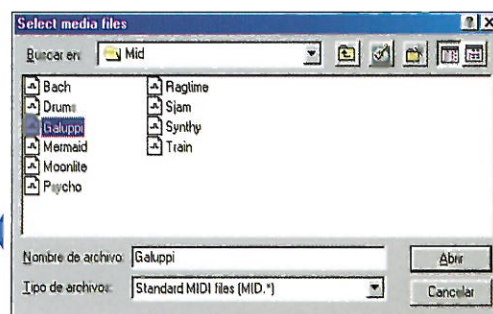 Select media files
Buscar en: Mid
Bach
Drums
Galuppi
Mermaid
Moonlite
Psycho
Ragtime
Sjam
Synthy
Train
Nombre de archivo: Galuppi Abrir
Tipo de archivos: Standard MIDI files (MID.*) Cancelar